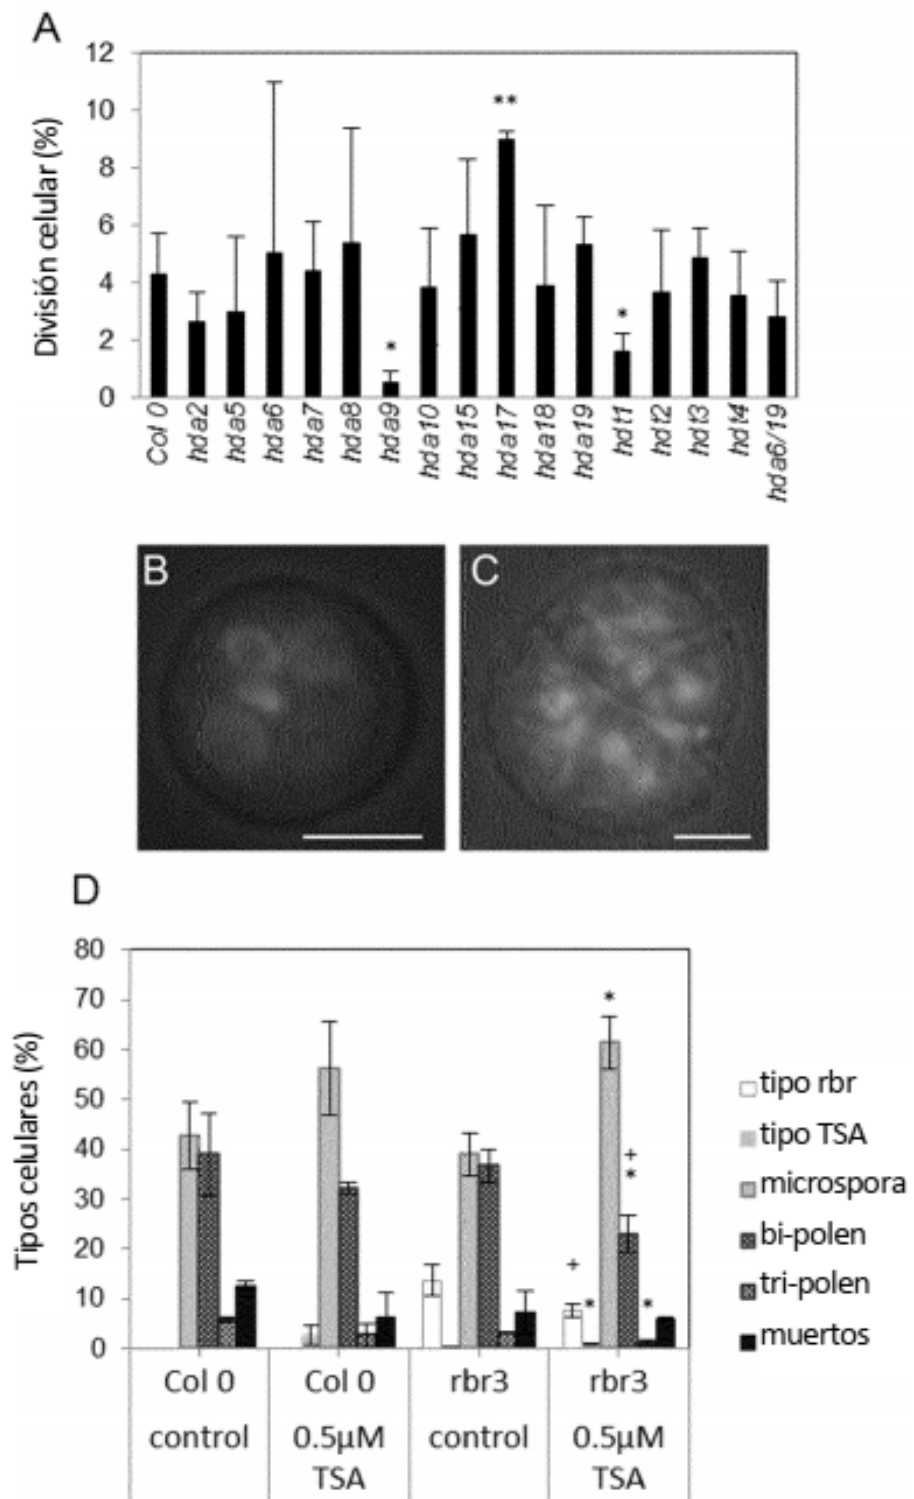 A
División celular (%)
12
10
8
6
4
2
0
**
*
*
Col 0
hda2
hda5
hda6
hda7
hda8
hda9
hda10
hda15
hda17
hda18
hda19
hdt1
hdt2
hdt3
hdt4
hda6/19
B
C
D
Tipos celulares (%)
80
70
60
50
40
30
20
10
0
*
+
*
+
*
*
tipo rbr
tipo TSA
microspora
bi-polen
tri-polen
muertos
Col 0
control
Col 0
0.5µM
TSA
rbr3
control
rbr3
0.5µM
TSA